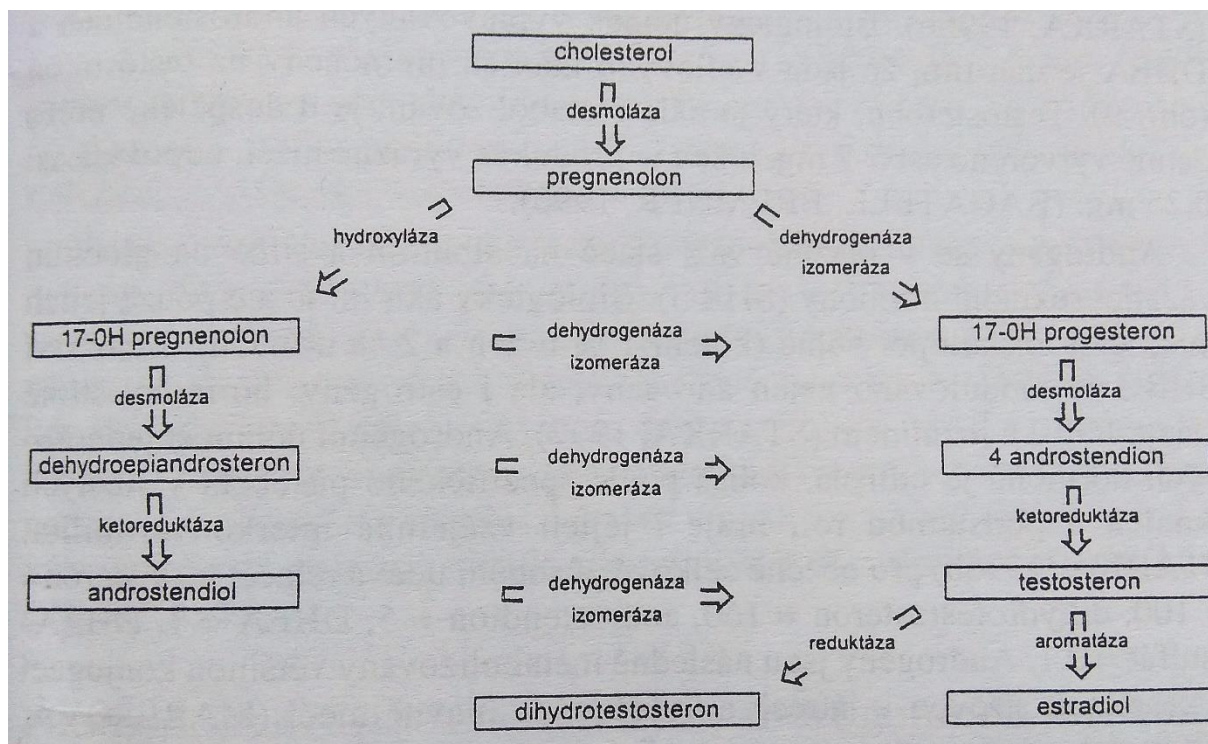 cholesterol
desmoláza
pregnenolon
hydroxyláza
dehydrogenáza
izomeráza
17-0H pregnenolon
dehydrogenáza
izomeráza
17-0H progesteron
desmoláza
desmoláza
dehydroepiandrosteron
dehydrogenáza
izomeráza
4 androstendion
ketoreduktáza
ketoreduktáza
androstendiol
dehydrogenáza
izomeráza
testosteron
reduktáza
aromatáza
dihydrotestosteron
estradiol